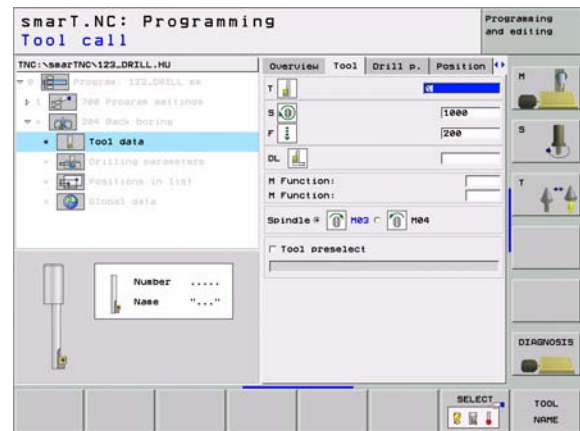 smarT.NC: Programming
Tool call
Programming
and editing
TNC:\smarTNC\123_DRILL.HU
0 Program: 123_DRILL mm
1 700 Program settings
204 Back boring
Tool data
Drilling parameters
Positions in list
Global data
Number .....
Name "..."
Overview Tool Drill p. Position
T
S 1000
F 200
DL
M Function:
M Function:
Spindle M03 M04
Tool preselect
M
S
T
DIAGNOSIS
SELECT
TOOL
NAME